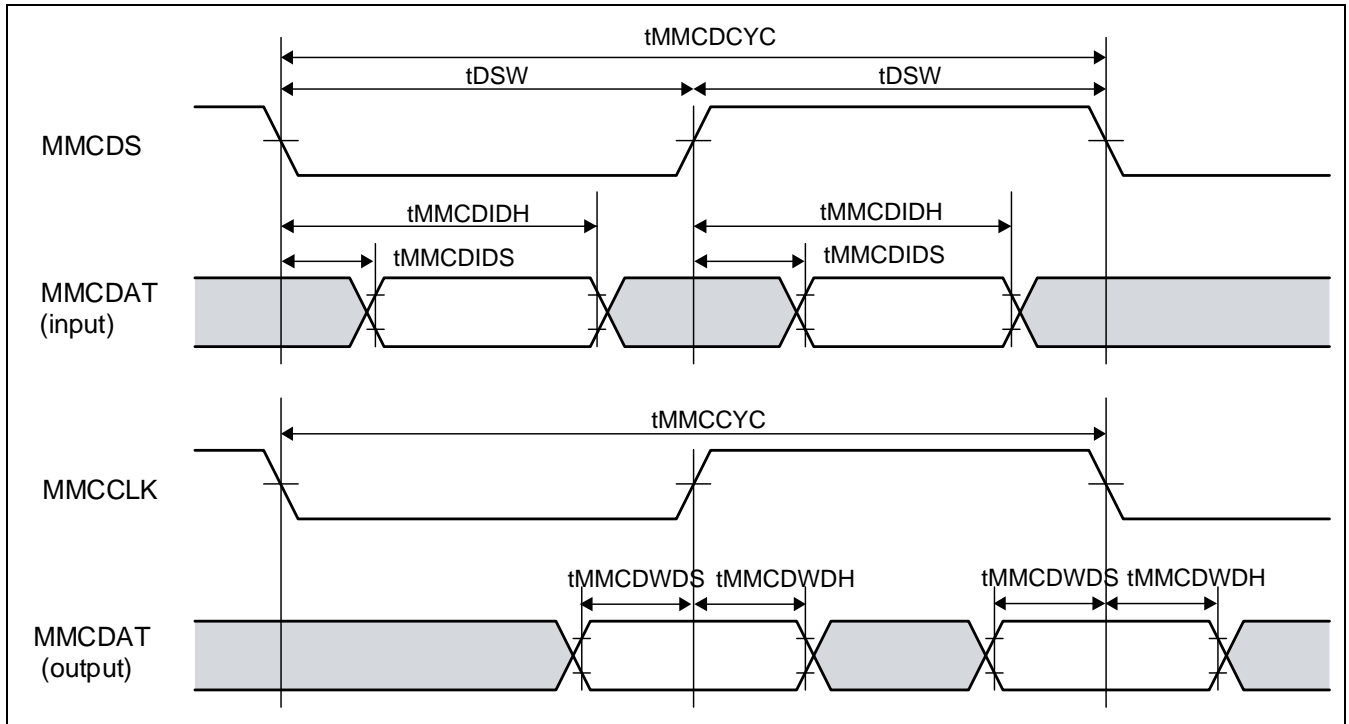 tMMCDCYC
tDSW tDSW
MMCDS
tMMCDIDH tMMCDIDH
tMMCDIDS tMMCDIDS
MMCDAT
(input)
tMMCCYC
MMCCLK
tMMCDWDS tMMCDWDH tMMCDWDS tMMCDWDH
MMCDAT
(output)